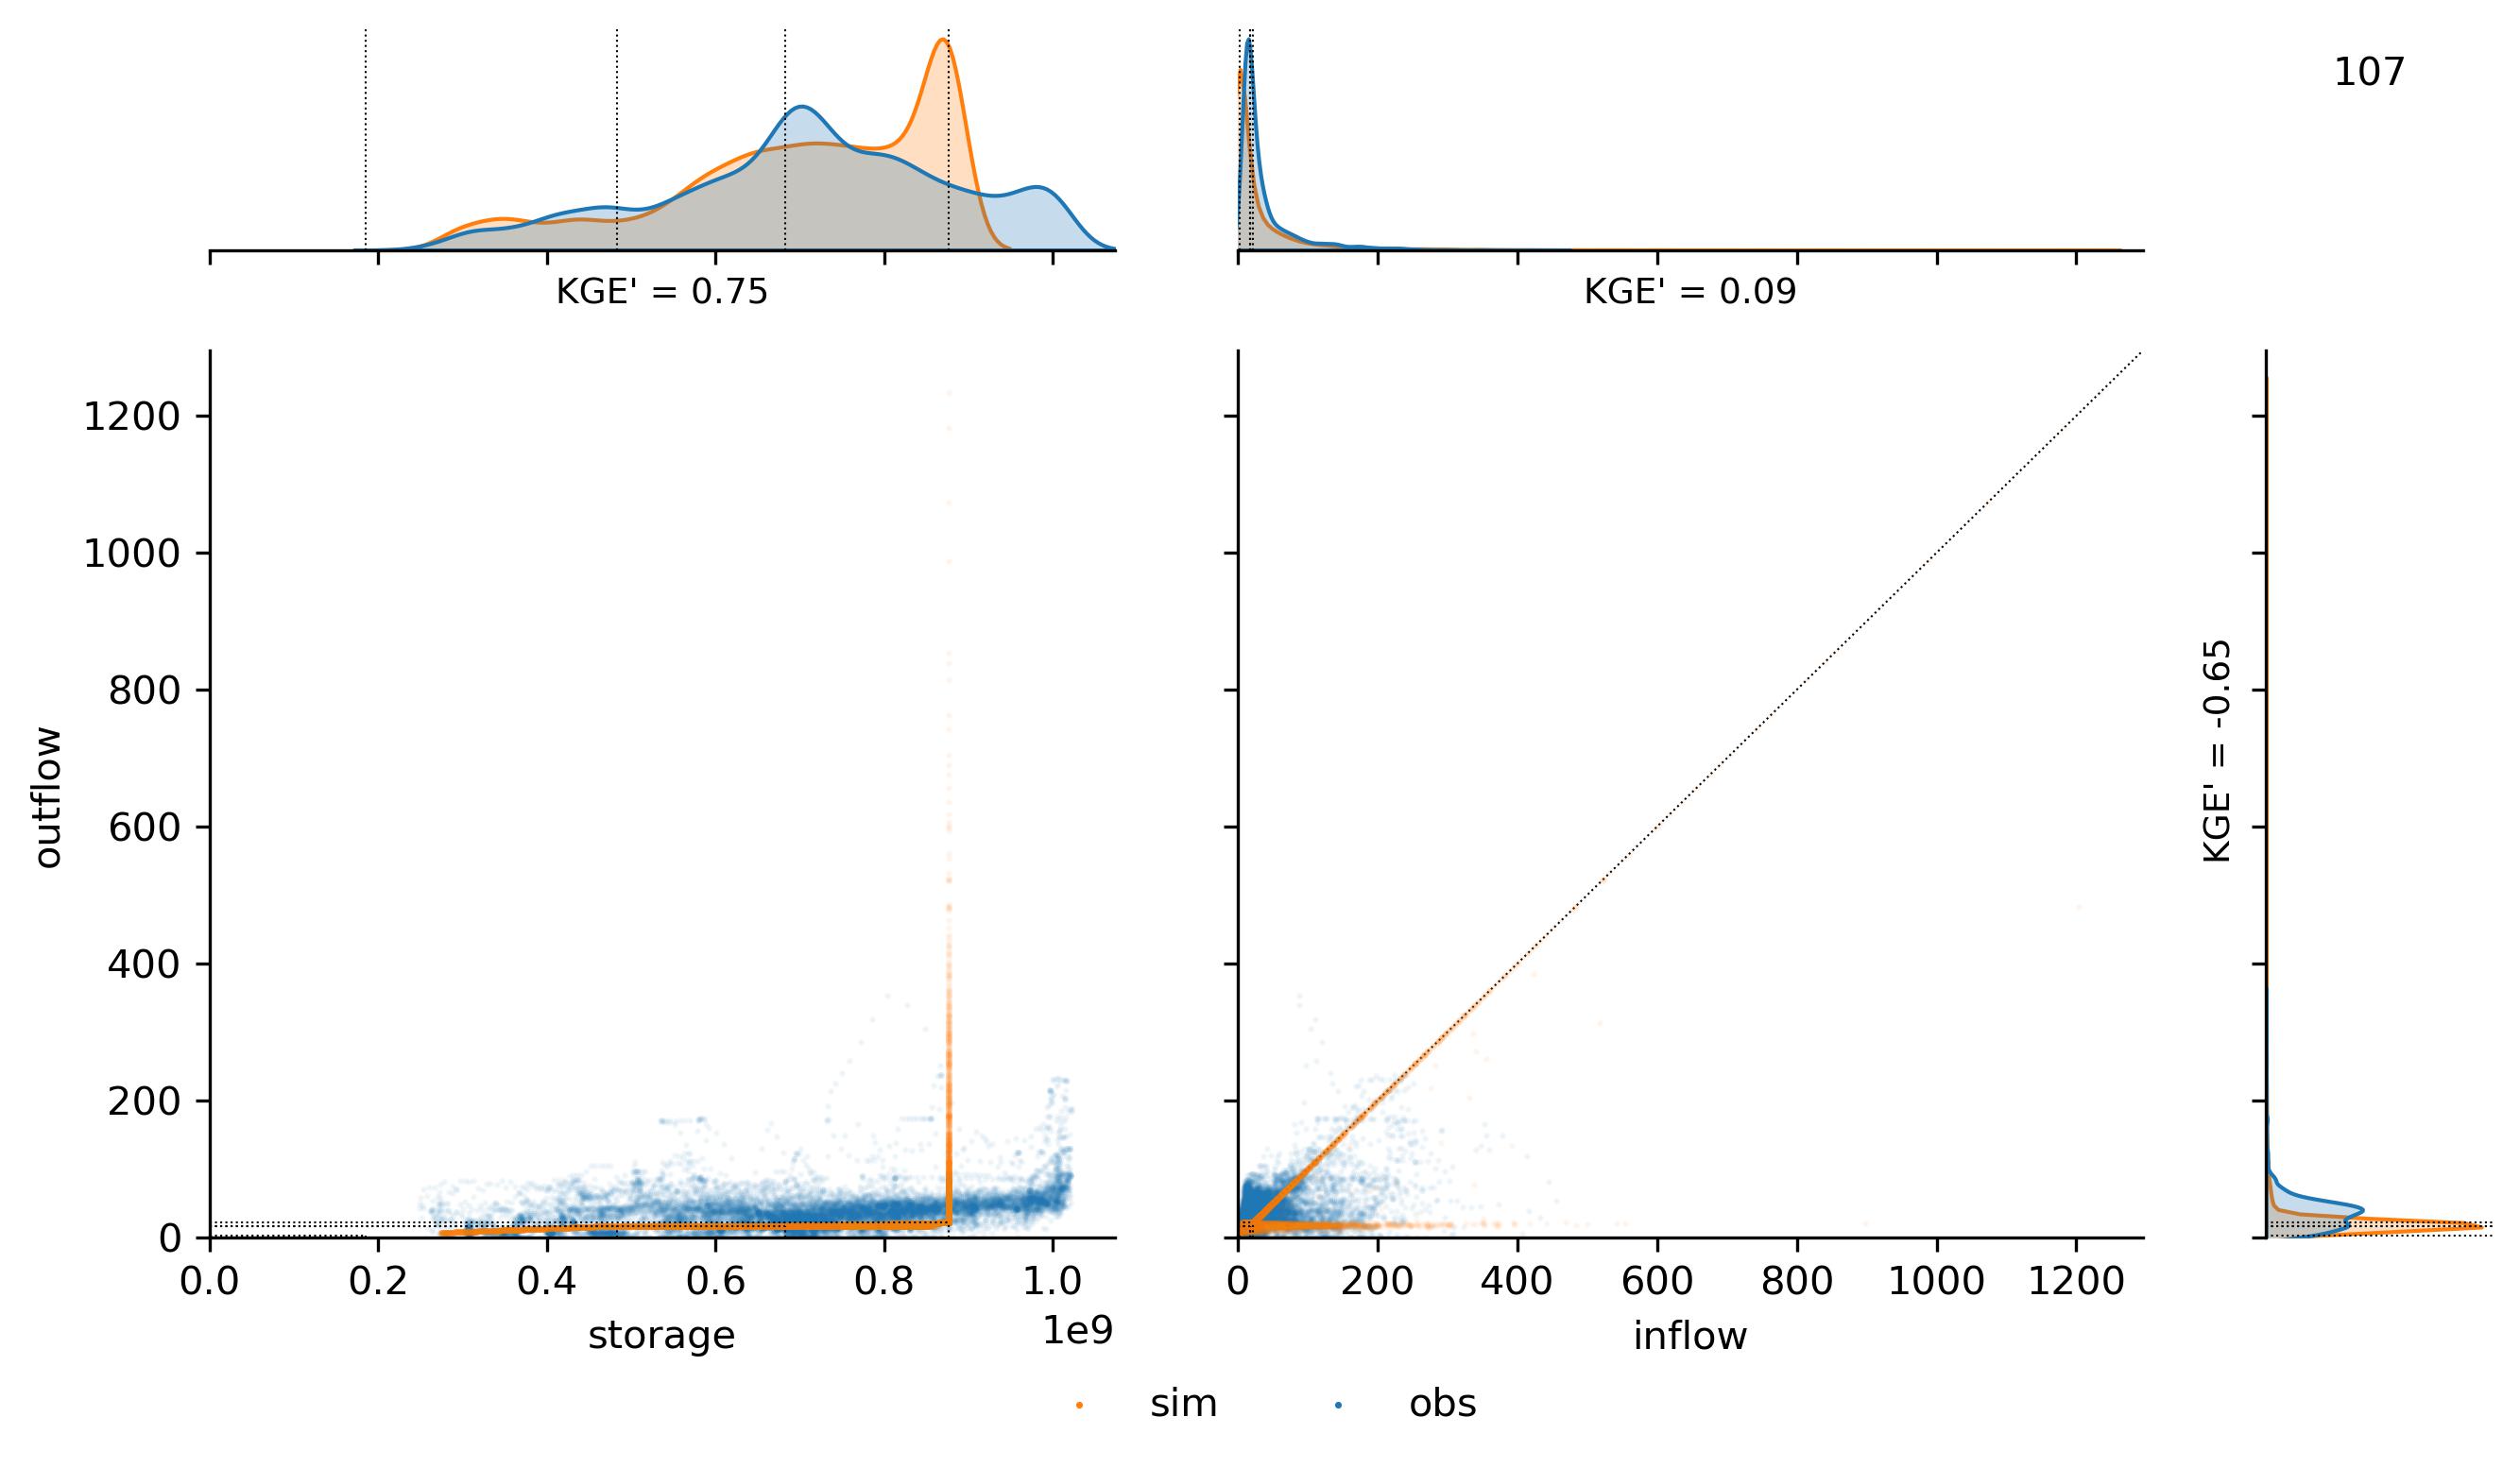 107
KGE' = 0.75
KGE' = 0.09
1200
1000
800
600
400
200
0
outflow
KGE' = -0.65
0.0 0.2 0.4 0.6 0.8 1.0
1e9
storage
0 200 400 600 800 1000 1200
inflow
sim obs